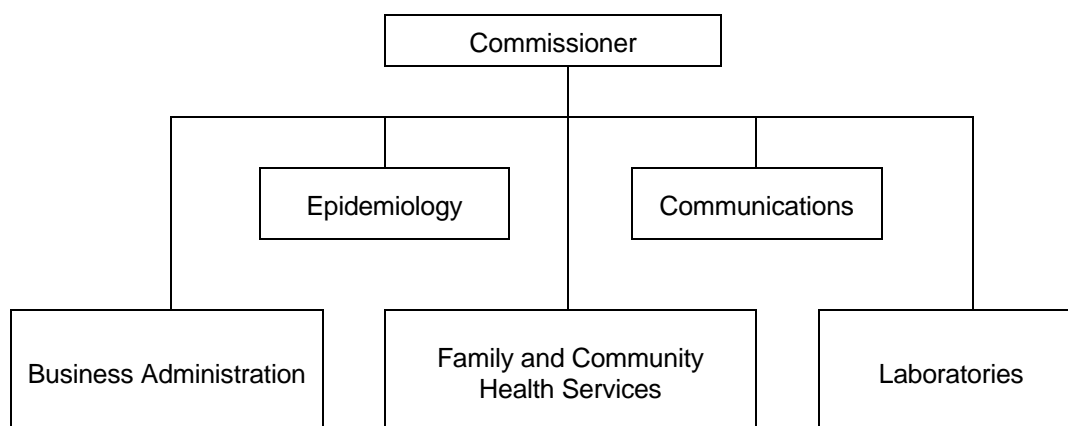 Commissioner
Epidemiology
Communications
Business Administration
Family and Community
Health Services
Laboratories